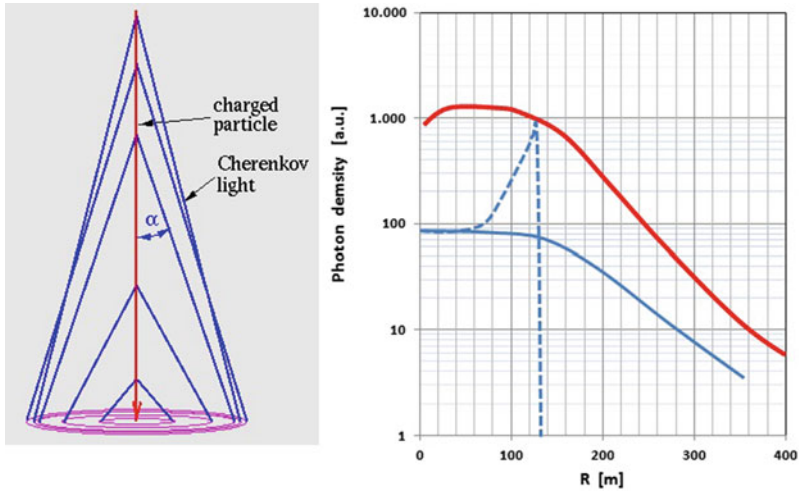 charged
particle
Cherenkov
light
α
Photon demsity [a.u.]
10.000
1.000
100
10
1
0
100
200
300
400
R [m]